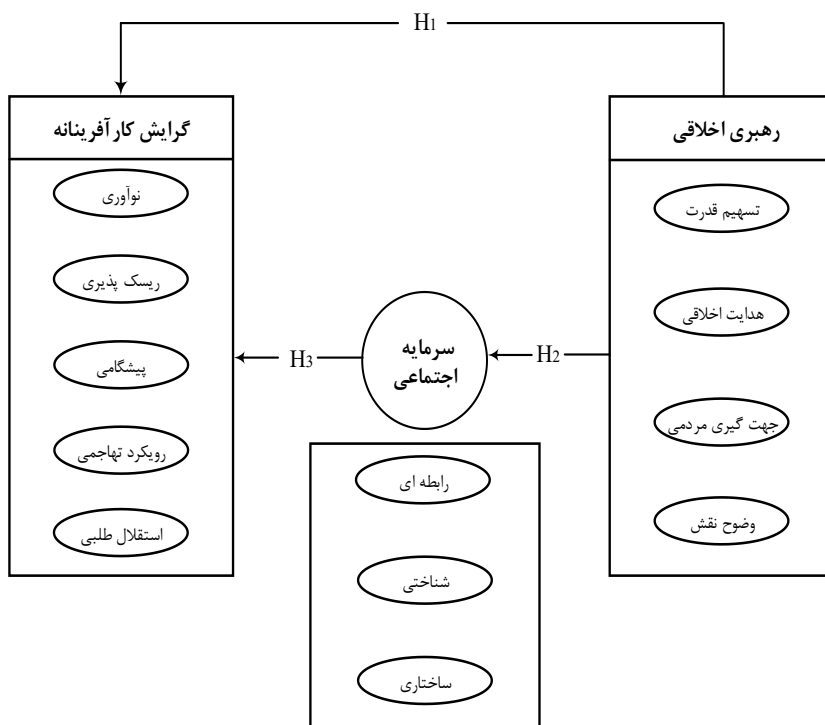 H1
رهبری اخلاقی
تسهیم قدرت
هدایت اخلاقی
جهت گیری مردمی
وضوح نقش
H2
سرمایه
اجتماعی
رابطه ای
شناختی
ساختاری
H3
گرایش کارآفرینانه
نوآوری
ریسک پذیری
پیشگامی
رویکرد تهاجمی
استقلال طلبی